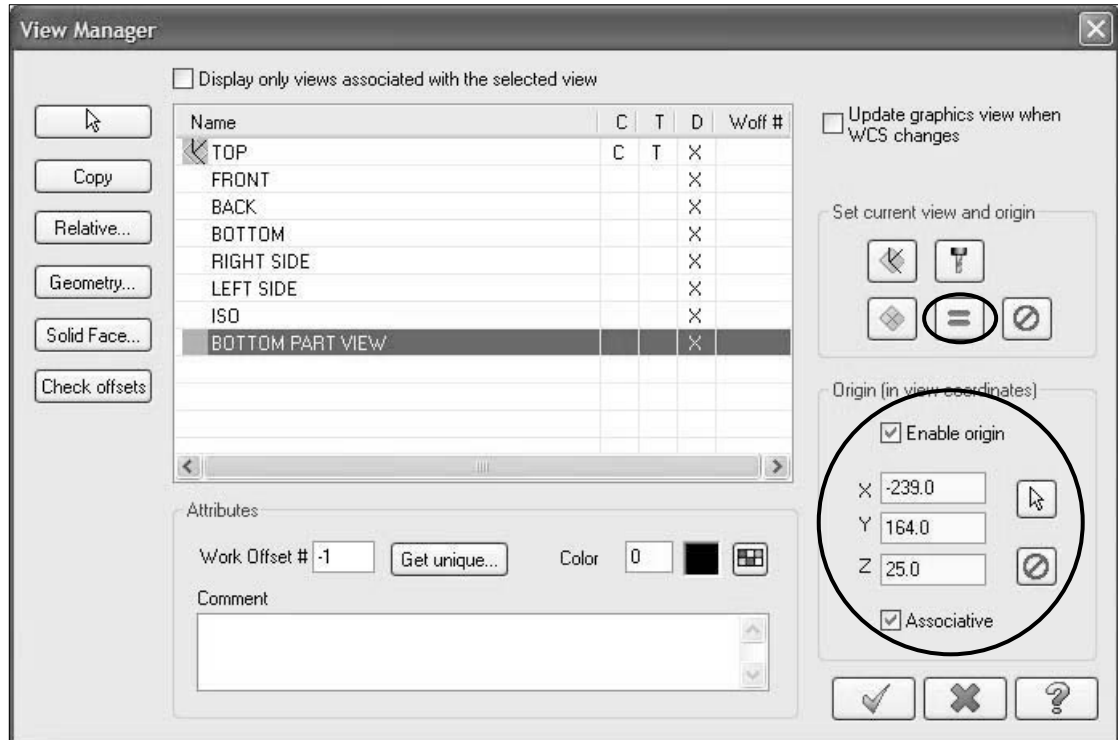 View Manager
Display only views associated with the selected view
Name C T D Woff #
TOP C T X
FRONT X
BACK X
BOTTOM X
RIGHT SIDE X
LEFT SIDE X
ISO X
BOTTOM PART VIEW X
Copy
Relative...
Geometry...
Solid Face...
Check offsets
Update graphics view when
WCS changes
Set current view and origin
Origin (in view coordinates)
Enable origin
X -239.0
Y 164.0
Z 25.0
Associative
Attributes
Work Offset # -1 Get unique... Color 0
Comment